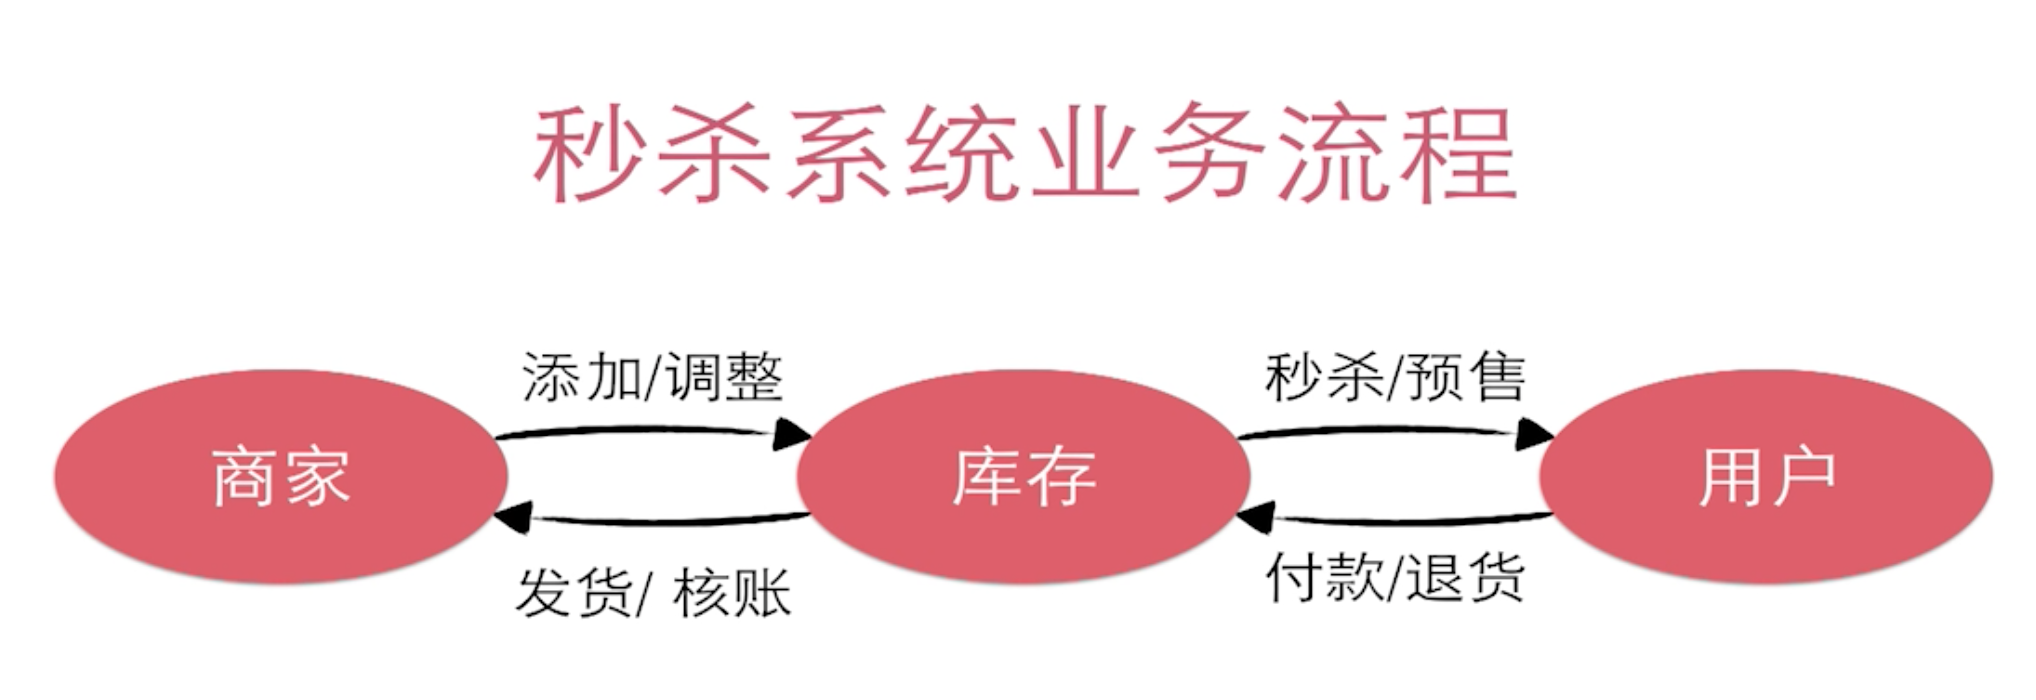 秒杀系统业务流程
添加/调整
秒杀/预售
商家
库存
用户
发货/ 核账
付款/退货